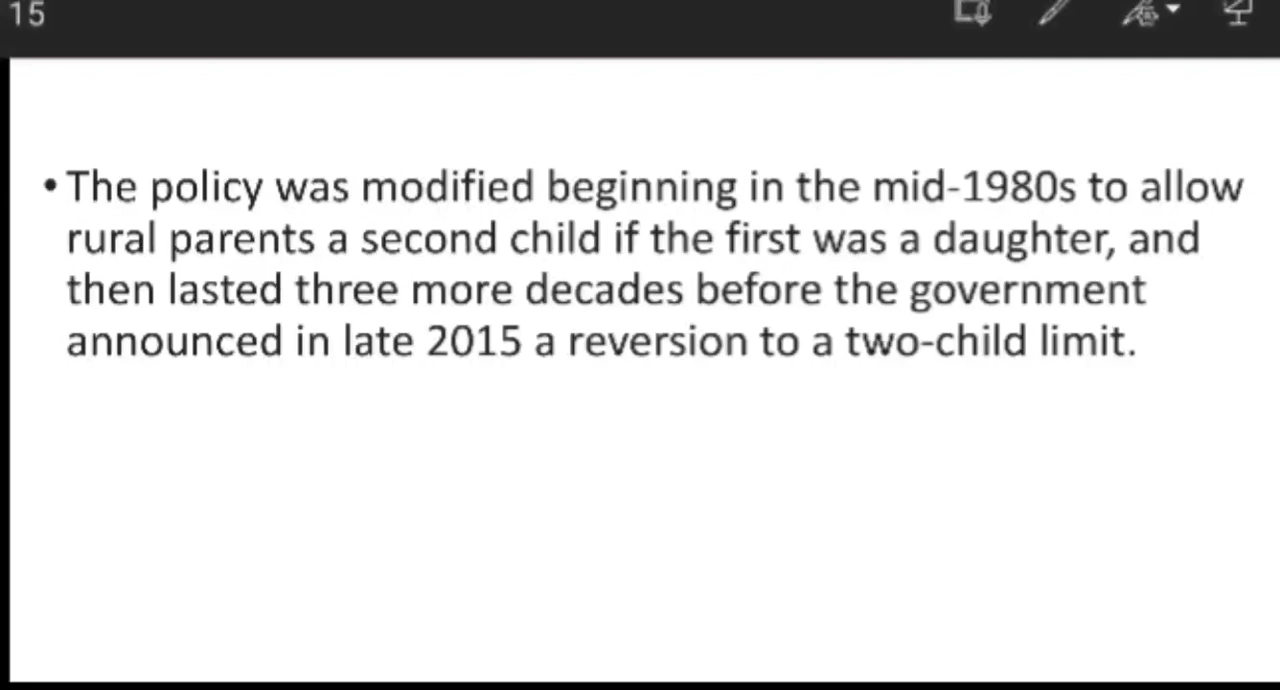 15
• The policy was modified beginning in the mid-1980s to allow
rural parents a second child if the first was a daughter, and
then lasted three more decades before the government
announced in late 2015 a reversion to a two-child limit.